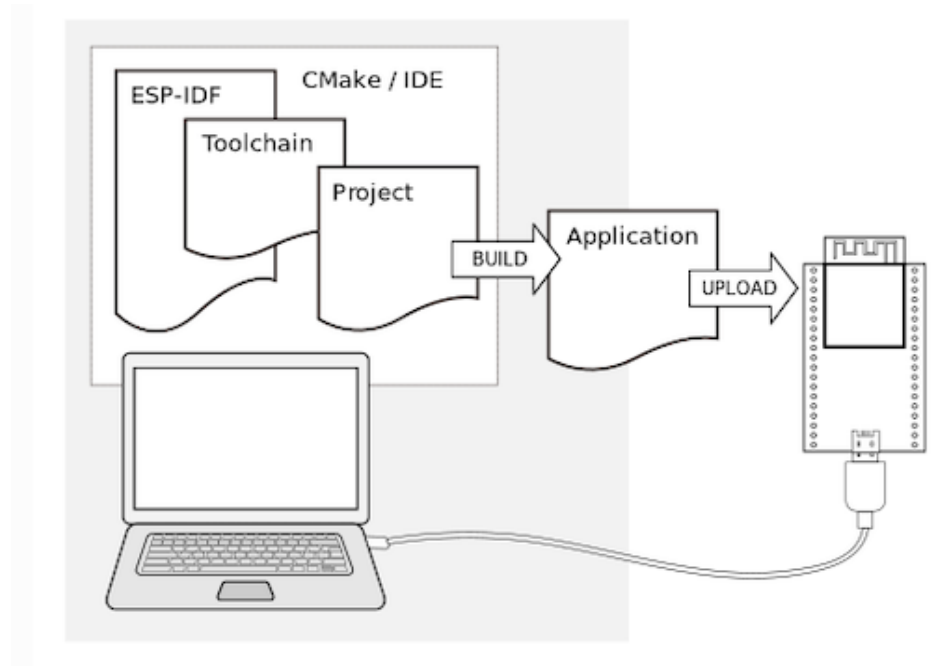 CMake / IDE
ESP-IDF
Toolchain
Project
BUILD
Application
UPLOAD